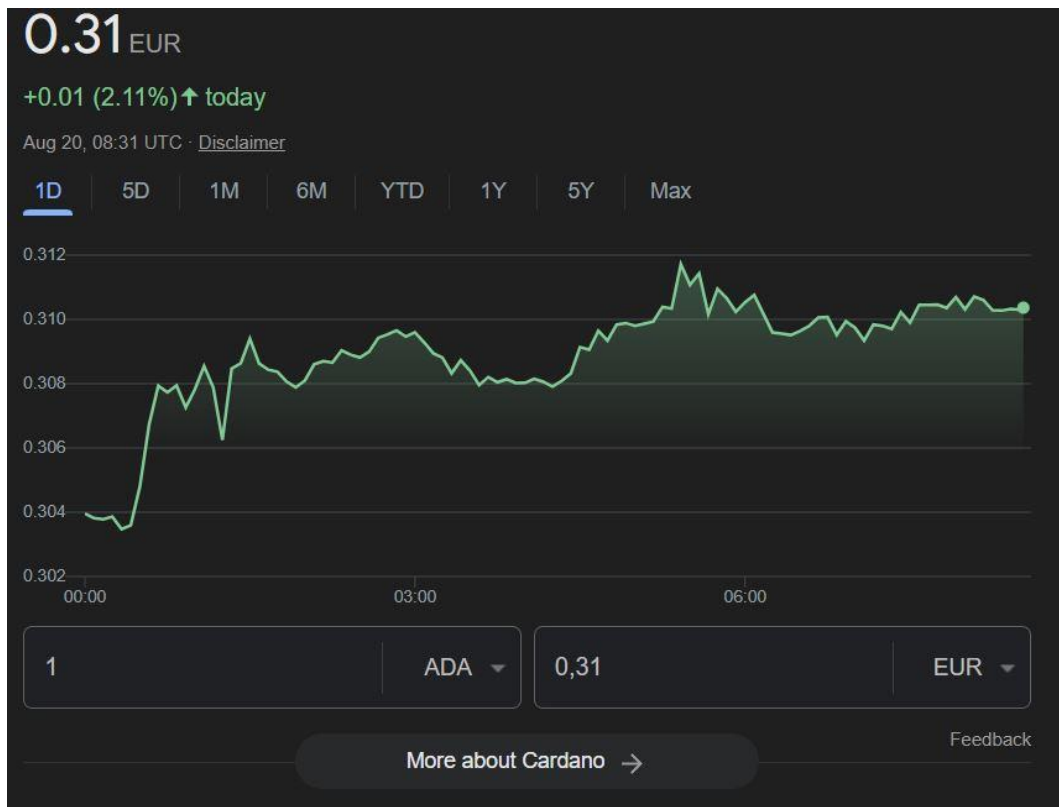 0.31 EUR
+0.01 (2.11%) ↑ today
Aug 20, 08:31 UTC · Disclaimer
1D 5D 1M 6M YTD 1Y 5Y Max
0.312
0.310
0.308
0.306
0.304
0.302
00:00 03:00 06:00
1 ADA 0,31 EUR
Feedback
More about Cardano →